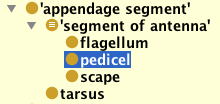 'appendage segment'
'segment of antenna'
flagellum
pedicel
scape
tarsus